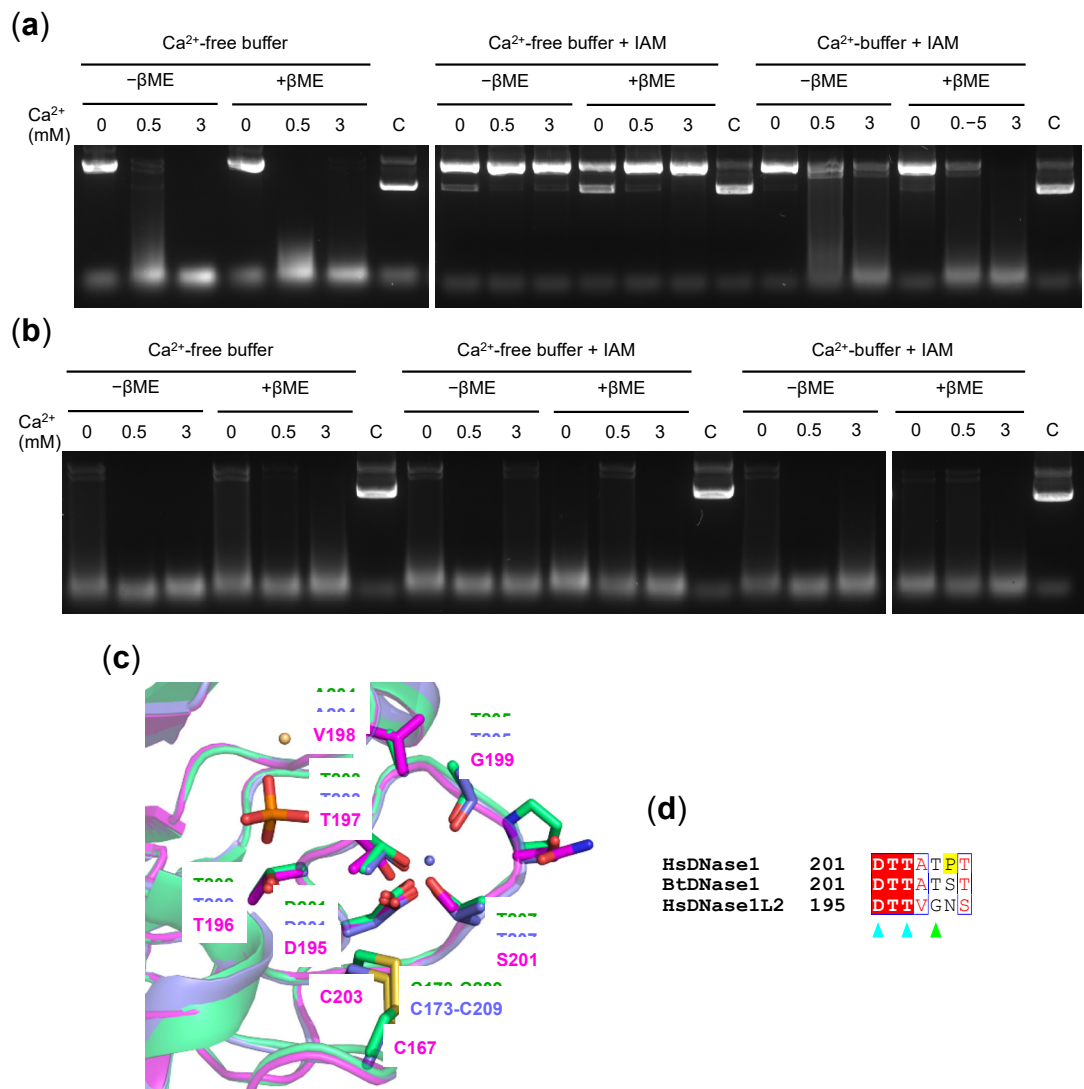 (a)
Ca²⁺-free buffer
Ca²⁺-free buffer + IAM
Ca²⁺-buffer + IAM
−βME +βME −βME +βME −βME +βME
Ca²⁺
(mM)
0 0.5 3 0 0.5 3 C 0 0.5 3 0 0.5 3 C 0 0.5 3 0 0.−5 3 C
(b)
Ca²⁺-free buffer
Ca²⁺-free buffer + IAM
Ca²⁺-buffer + IAM
−βME +βME −βME +βME −βME +βME
Ca²⁺
(mM)
0 0.5 3 0 0.5 3 C 0 0.5 3 0 0.5 3 C 0 0.5 3 0 0.5 3 C
(c)
V198
G199
T197
T196
D195
S201
C203
C173-C209
C167
(d)
HsDNase1 201 DTTATPT
BtDNase1 201 DTTATST
HsDNase1L2 195 DTTVGNS